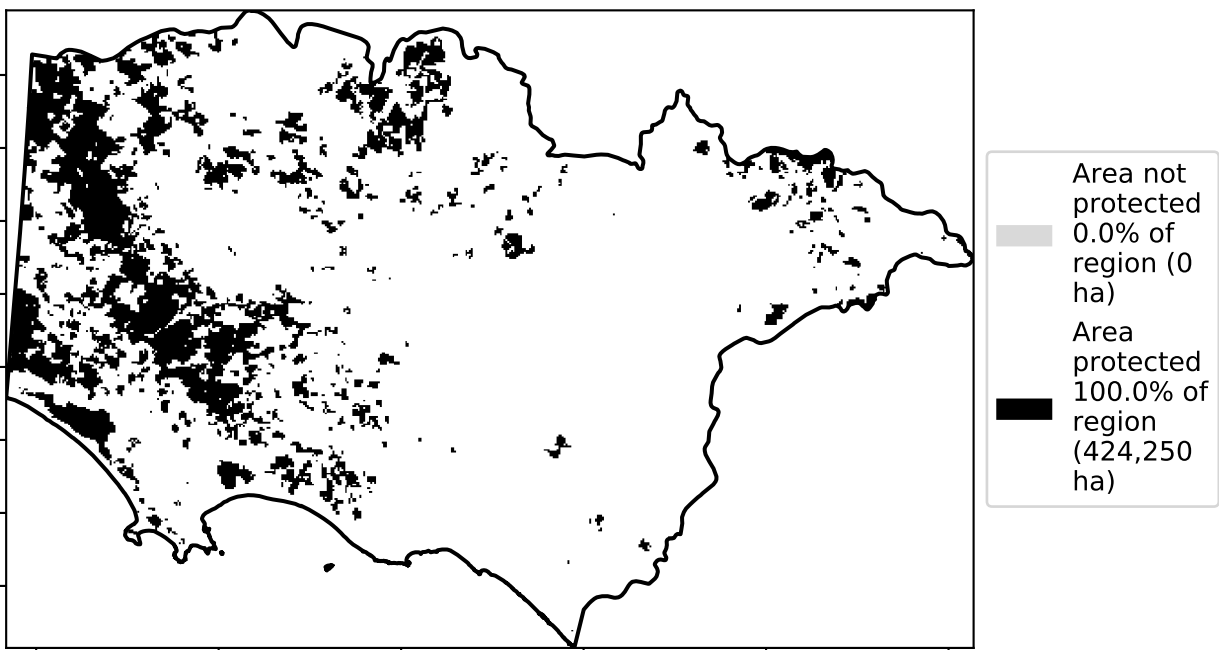 Area not
protected
0.0% of
region (0
ha)
Area
protected
100.0% of
region
(424,250
ha)